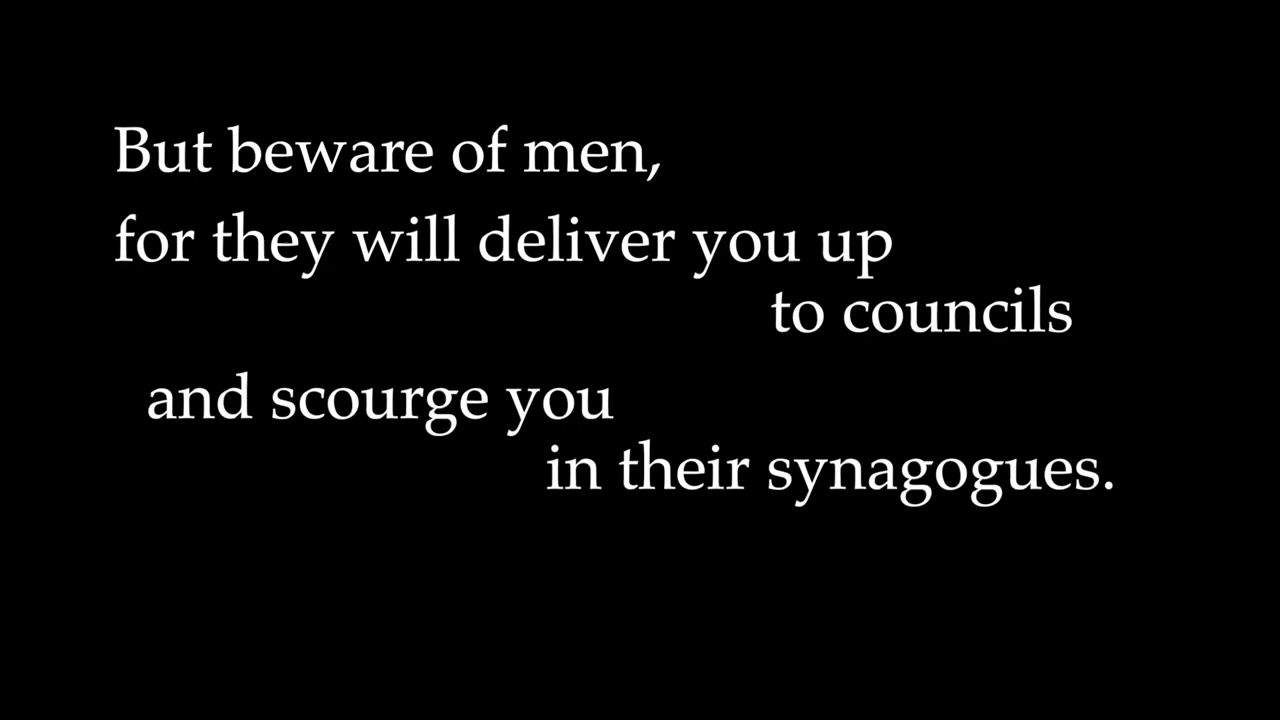 But beware of men,
for they will deliver you up
to councils
and scourge you
in their synagogues.